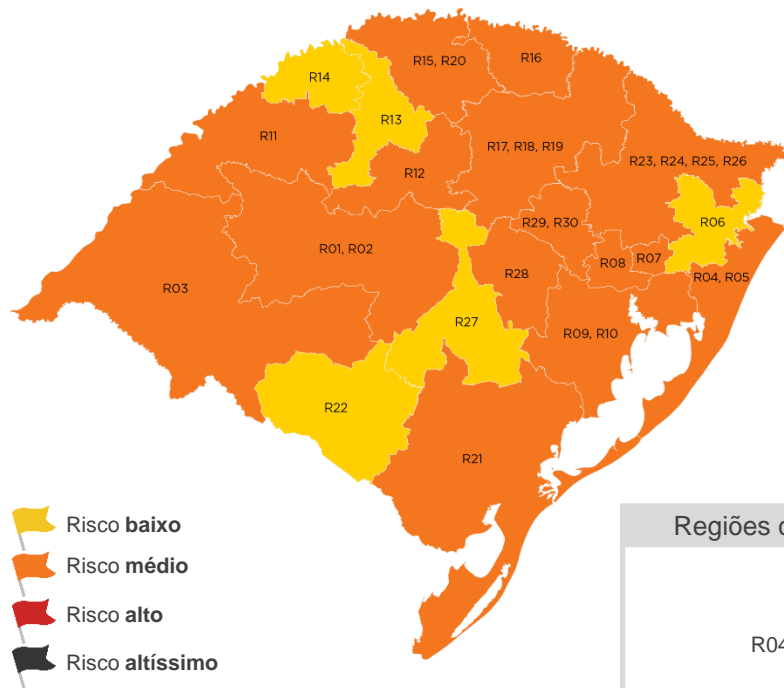 R15, R20
R16
R14
R13
R11
R17, R18, R19
R23, R24, R25, R26
R12
R06
R29, R30
R01, R02
R08
R07
R28
R04, R05
R03
R27
R09, R10
R22
R21
Risco baixo
Risco médio
Risco alto
Risco altíssimo
Regiões
R04